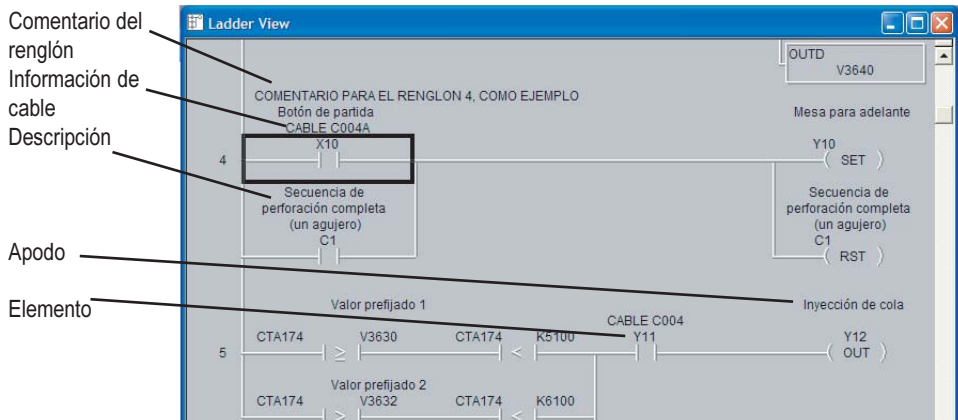 Comentario del
renglón
Información de
cable
Descripción
Apodo
Elemento
Ladder View
OUTD
V3640
COMENTARIO PARA EL RENGLON 4, COMO EJEMPLO
Botón de partida
CABLE C004A
X10
Mesa para adelante
Y10
4
SET
Secuencia de
perforación completa
(un agujero)
C1
Secuencia de
perforación completa
(un agujero)
C1
RST
Valor prefijado 1
Inyección de cola
CABLE C004
CTA174 V3630 CTA174 K5100 Y11 Y12
5 ≥ < OUT
Valor prefijado 2
CTA174 V3632 CTA174 K6100
≥ <